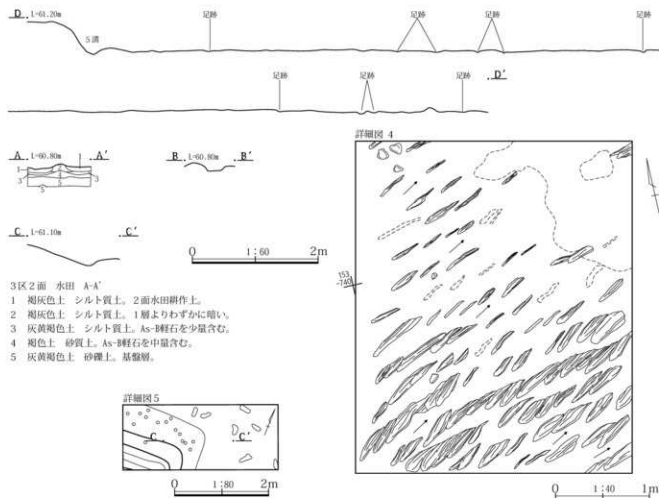 D L=61.20m
5溝
足跡 足跡 足跡 足跡
足跡 足跡 足跡 D′
A L=60.80m A′
1
3
5
2
4
3
B L=60.80m B′
C L=61.10m C′
0 1:60 2m
3区2面 水田 A-A′
1 褐灰色土 シルト質土。2面水田耕作土。
2 褐灰色土 シルト質土。1層よりわずかに暗い。
3 灰黄褐色土 シルト質土。As-B軽石を少量含む。
4 褐色土 砂質土。As-B軽石を中量含む。
5 灰黄褐色土 砂礫土。基盤層。
詳細図5
C C′
0 1:80 2m
詳細図 4
153
-740
0 1:40 1m